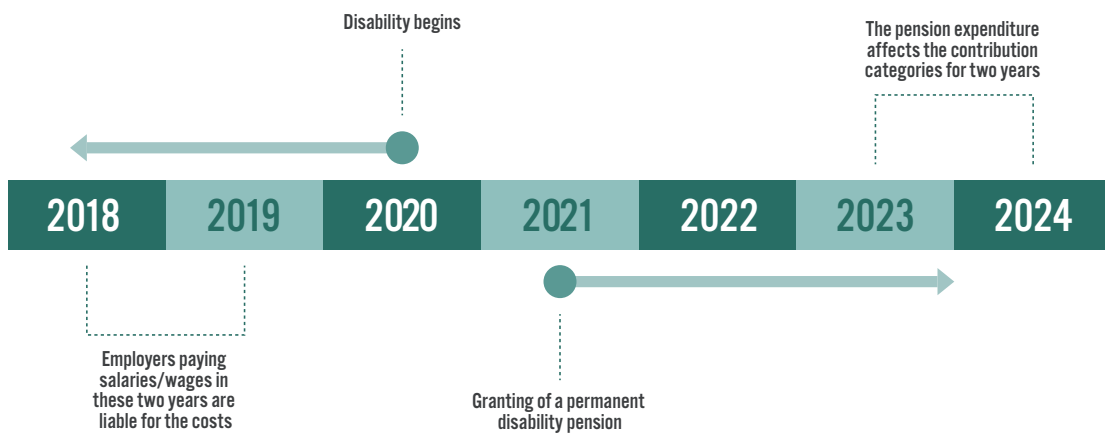 Disability begins
The pension expenditure
affects the contribution
categories for two years
2018
2019
2020
2021
2022
2023
2024
Employers paying
salaries/wages in
these two years are
liable for the costs
Granting of a permanent
disability pension